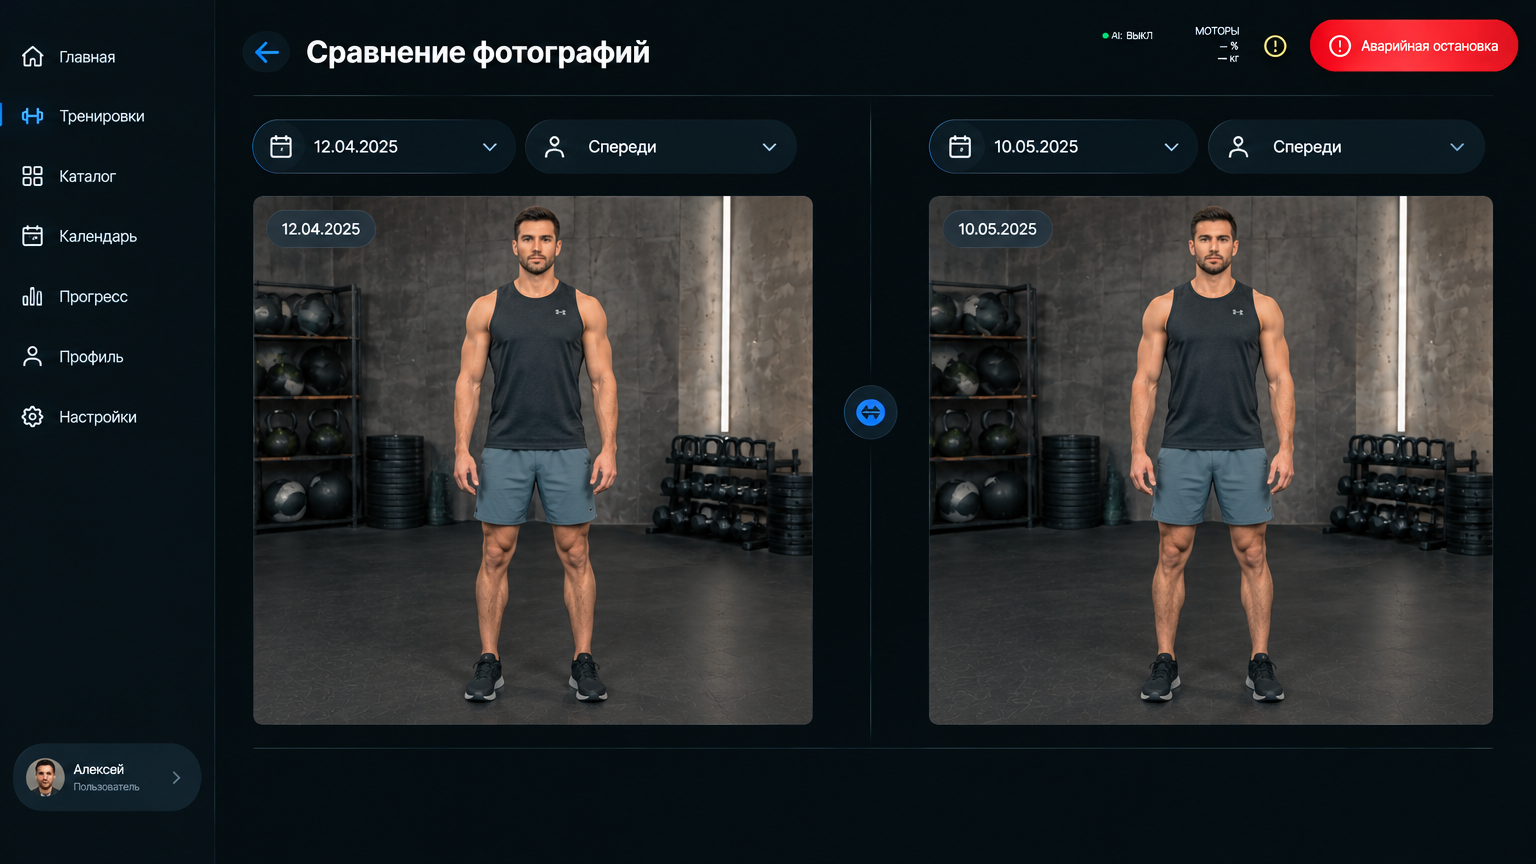 Главная
Тренировки
Каталог
Календарь
Прогресс
Профиль
Настройки
Алексей
Пользователь
Сравнение фотографий
AI: ВЫКЛ
МОТОРЫ
— %
— кг
Аварийная остановка
12.04.2025
Спереди
10.05.2025
Спереди
12.04.2025
10.05.2025